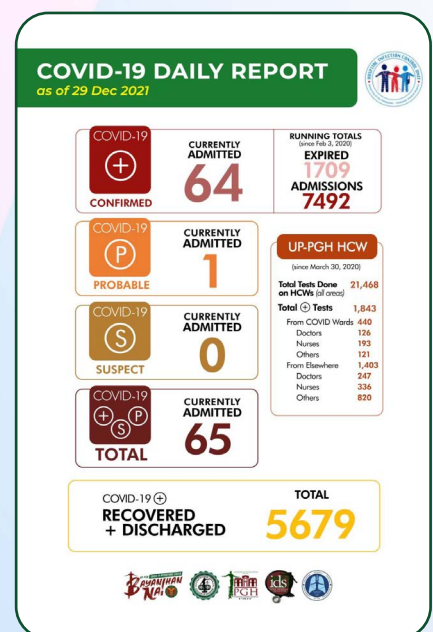 COVID-19 DAILY REPORT
as of 29 Dec 2021
COVID-19
CONFIRMED
CURRENTLY
ADMITTED
64
RUNNING TOTALS
(since Feb 3, 2020)
EXPIRED
1709
ADMISSIONS
7492
COVID-19
P
PROBABLE
CURRENTLY
ADMITTED
1
COVID-19
S
SUSPECT
CURRENTLY
ADMITTED
0
COVID-19
+ P
S
TOTAL
CURRENTLY
ADMITTED
65
UP-PGH HCW
(since March 30, 2020)
Total Tests Done 21,468
on HCWs (all areas)
Total + Tests 1,843
From COVID Wards 440
Doctors 126
Nurses 193
Others 121
From Elsewhere 1,403
Doctors 247
Nurses 336
Others 820
COVID-19 +
RECOVERED
+ DISCHARGED
TOTAL
5679
BAYANIHAN
NA!
PGH
ids